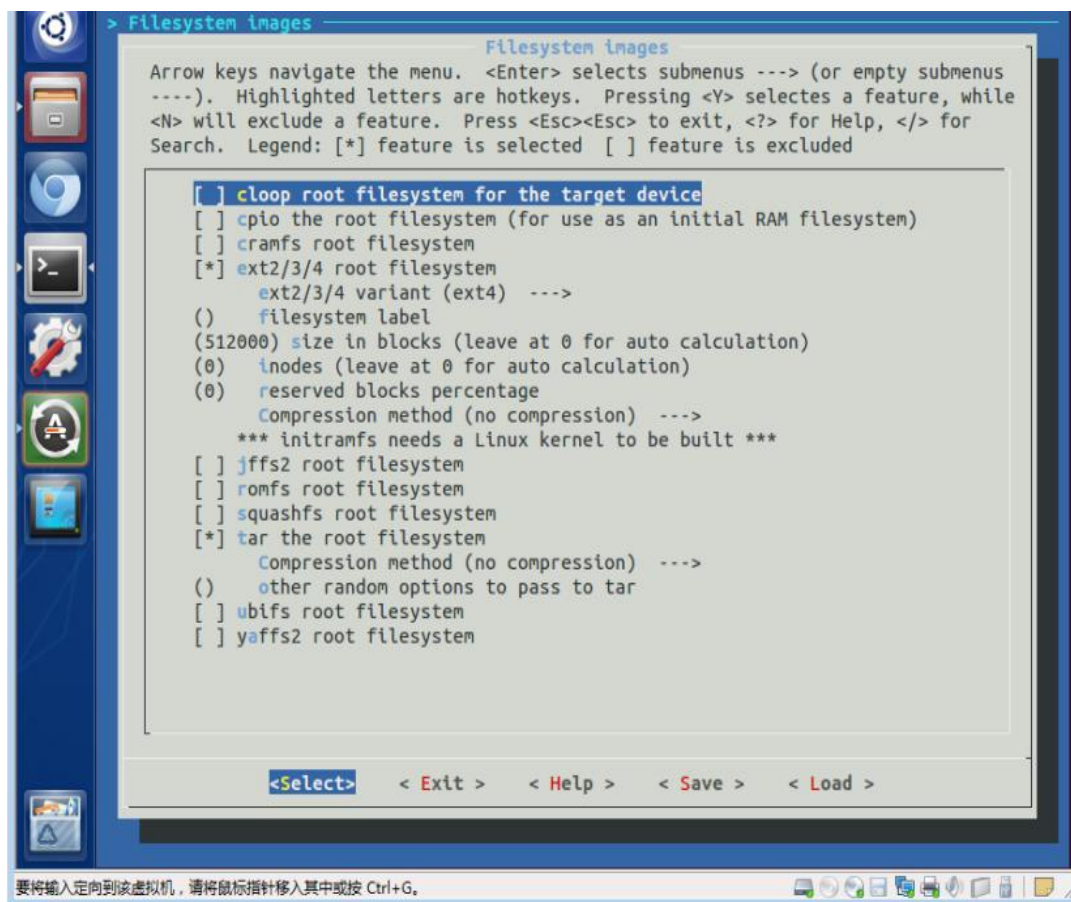 > Filesystem images
Filesystem images
Arrow keys navigate the menu. <Enter> selects submenus ---> (or empty submenus
----). Highlighted letters are hotkeys. Pressing <Y> selectes a feature, while
<N> will exclude a feature. Press <Esc><Esc> to exit, <?> for Help, </> for
Search. Legend: [*] feature is selected [ ] feature is excluded
[ ] cloop root filesystem for the target device
[ ] cpio the root filesystem (for use as an initial RAM filesystem)
[ ] cramfs root filesystem
[*] ext2/3/4 root filesystem
ext2/3/4 variant (ext4) --->
() filesystem label
(512000) size in blocks (leave at 0 for auto calculation)
(0) inodes (leave at 0 for auto calculation)
(0) reserved blocks percentage
Compression method (no compression) --->
*** initramfs needs a Linux kernel to be built ***
[ ] jffs2 root filesystem
[ ] romfs root filesystem
[ ] squashfs root filesystem
[*] tar the root filesystem
Compression method (no compression) --->
() other random options to pass to tar
[ ] ubifs root filesystem
[ ] yaffs2 root filesystem
<Select> < Exit > < Help > < Save > < Load >
要将输入定向到该虚拟机，请将鼠标指针移入其中或按 Ctrl+G。